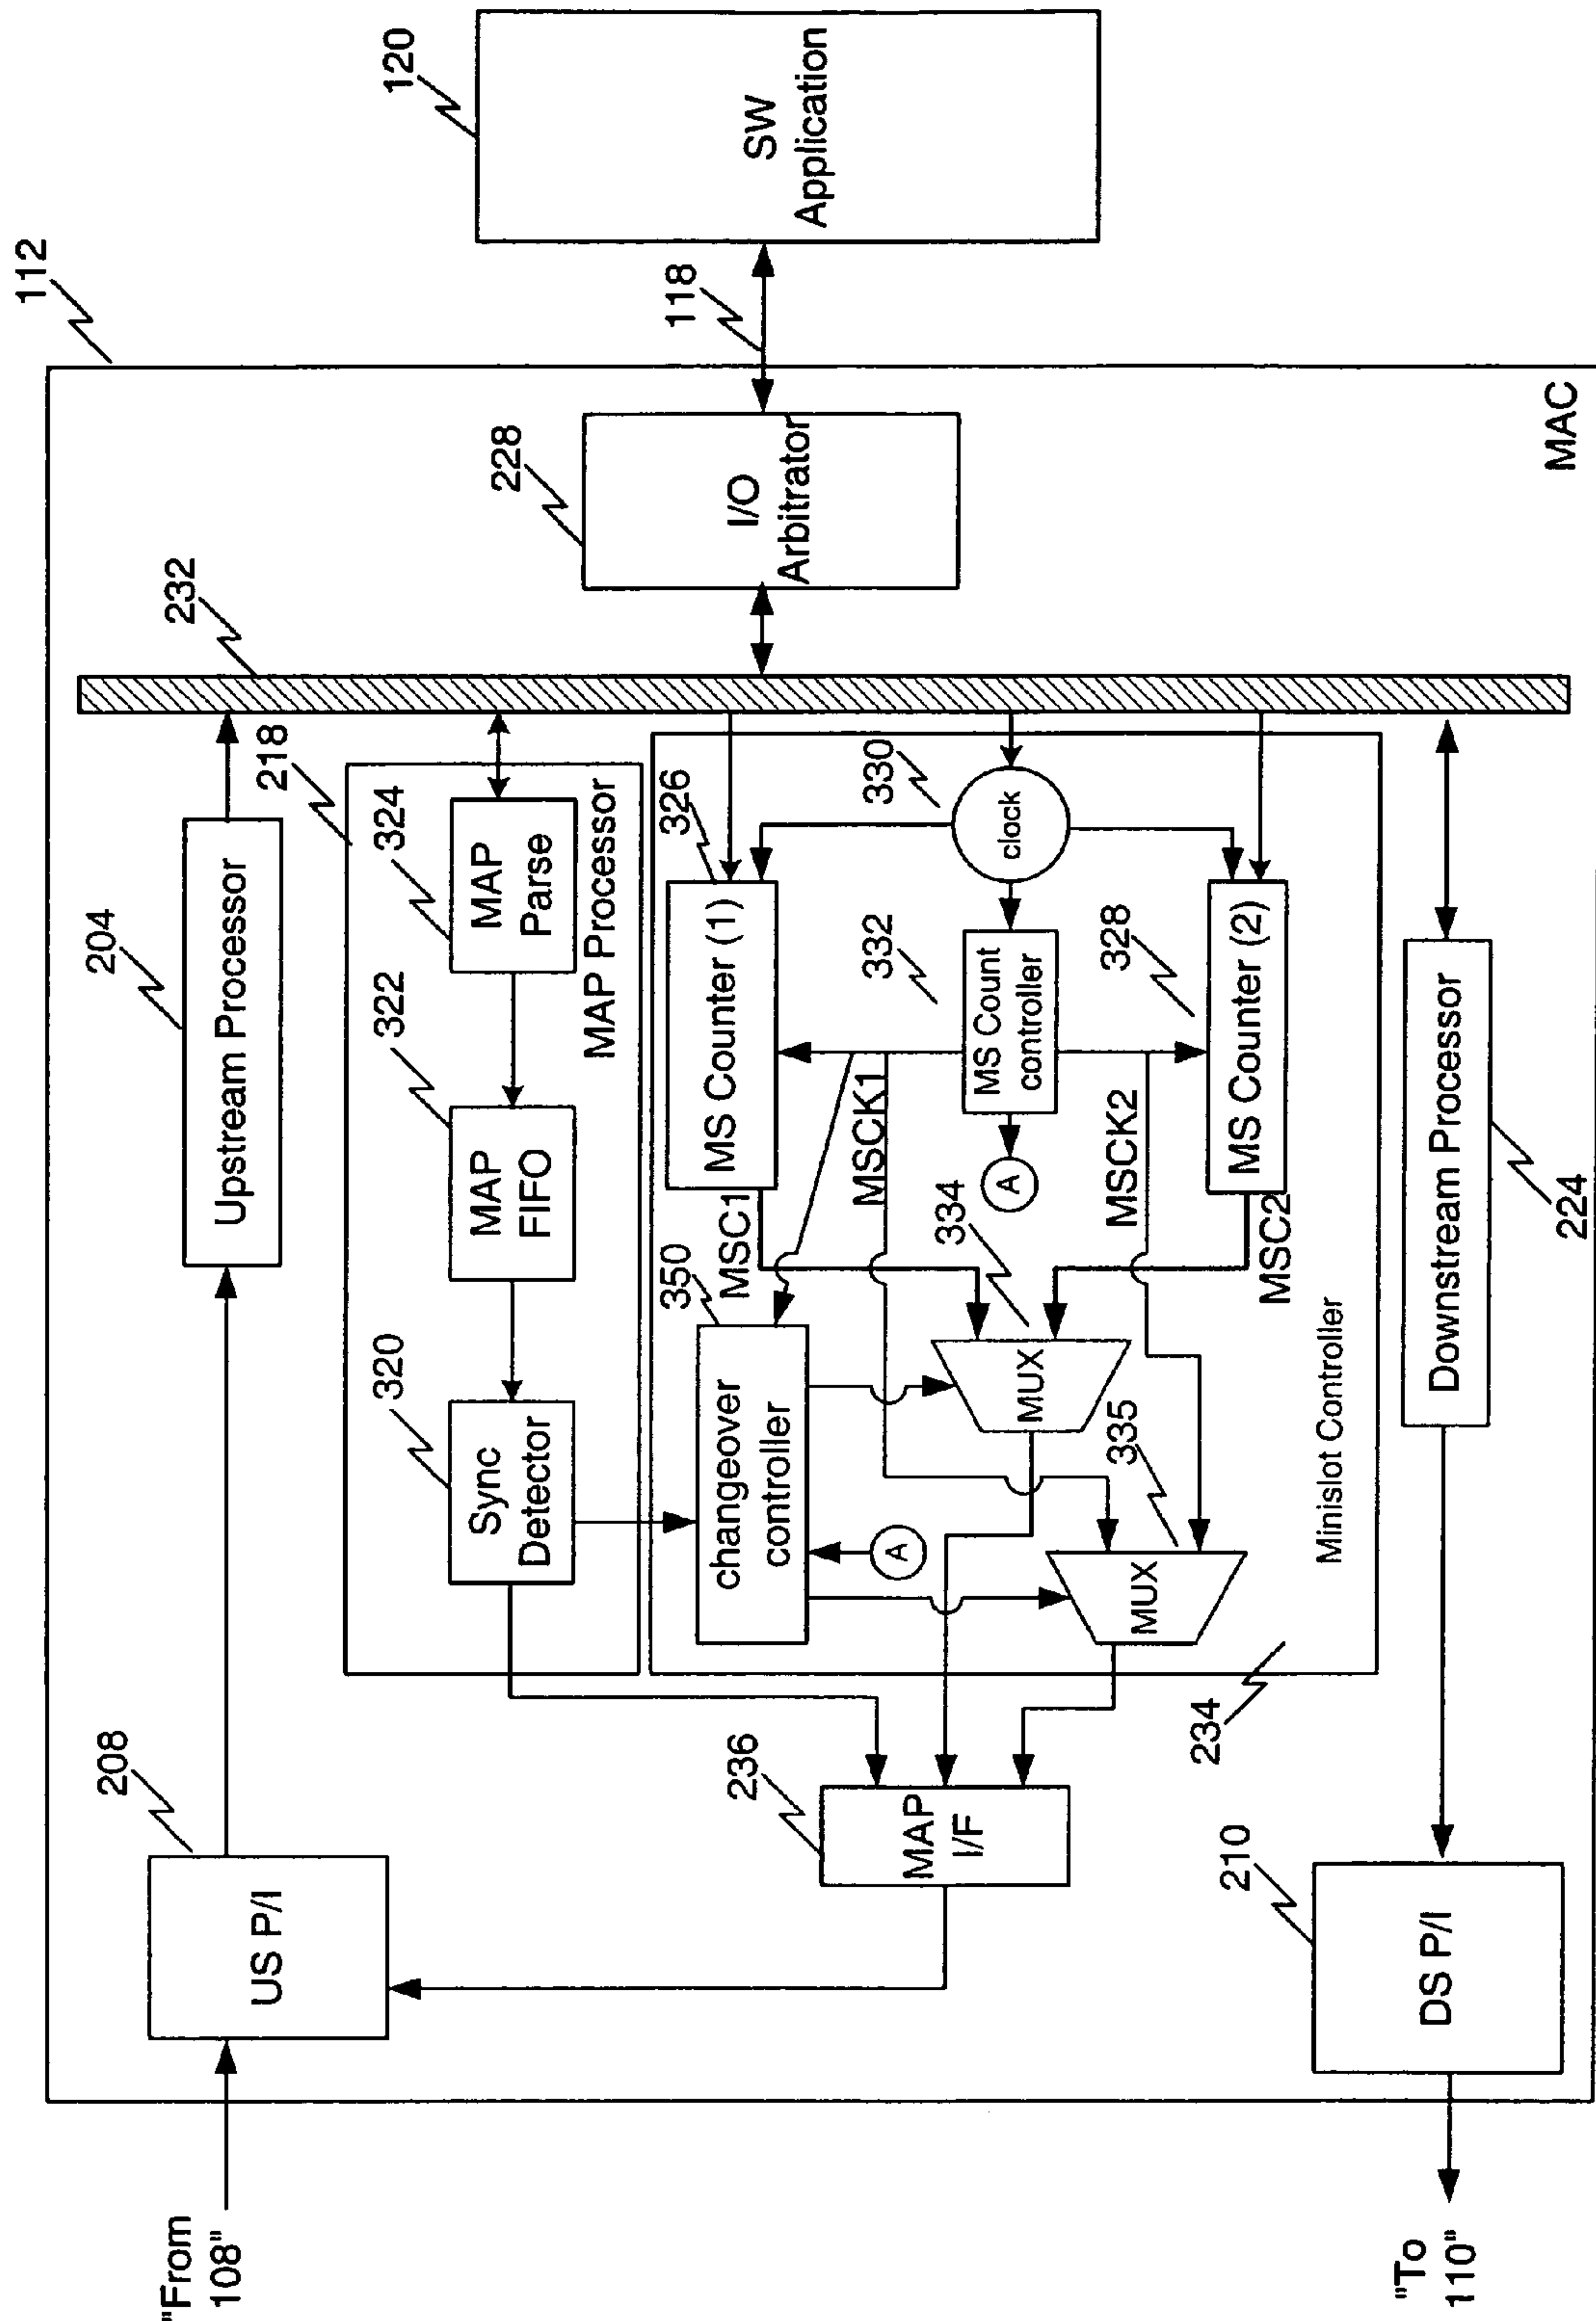 112
120
SW
Application
118
228
I/O
Arbitrator
MAC
232
204
Upstream Processor
208
US P/I
"From
108"
218
324
MAP
Parse
322
MAP
FIFO
320
Sync
Detector
MAP Processor
326
MS Counter (1)
330
clock
332
MS Count
controller
A
328
MS Counter (2)
MSC1
MSCK1
MSCK2
MSC2
350
changeover
controller
A
334
MUX
335
MUX
Minislot Controller
234
236
MAP
I/F
Downstream Processor
224
210
DS P/I
"To
110"